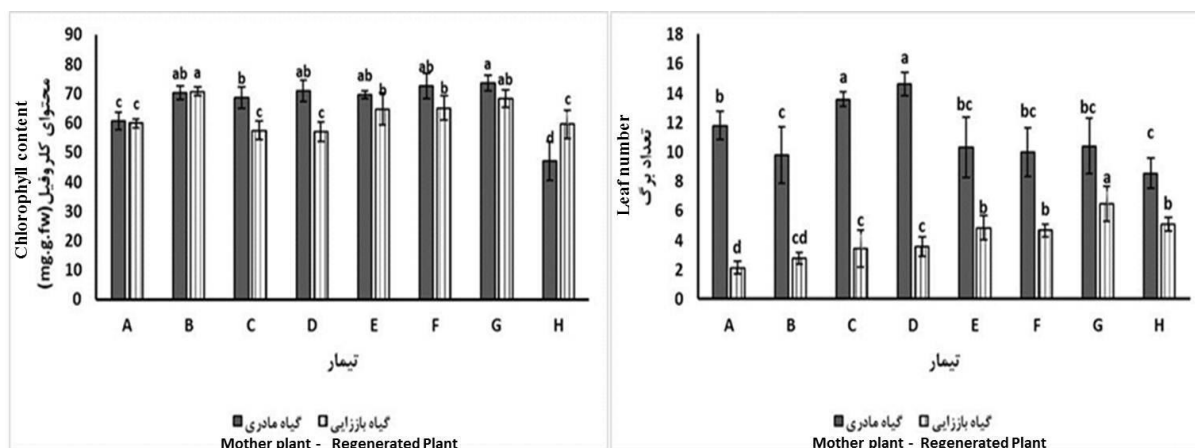 Chlorophyll content
محتوای کلروفیل(mg.g.fw)
90
80
70
60
50
40
30
20
10
0
c c
ab a
b c
ab c
ab b
ab b
a ab
d c
A B C D E F G H
تیمار
گیاه مادری گیاه باززایی
Mother plant - Regenerated Plant
Leaf number
تعداد برگ
18
16
14
12
10
8
6
4
2
0
b d
c cd
a c
a c
bc b
bc b
bc a
c b
A B C D E F G H
تیمار
گیاه مادری گیاه باززایی
Mother plant - Regenerated Plant